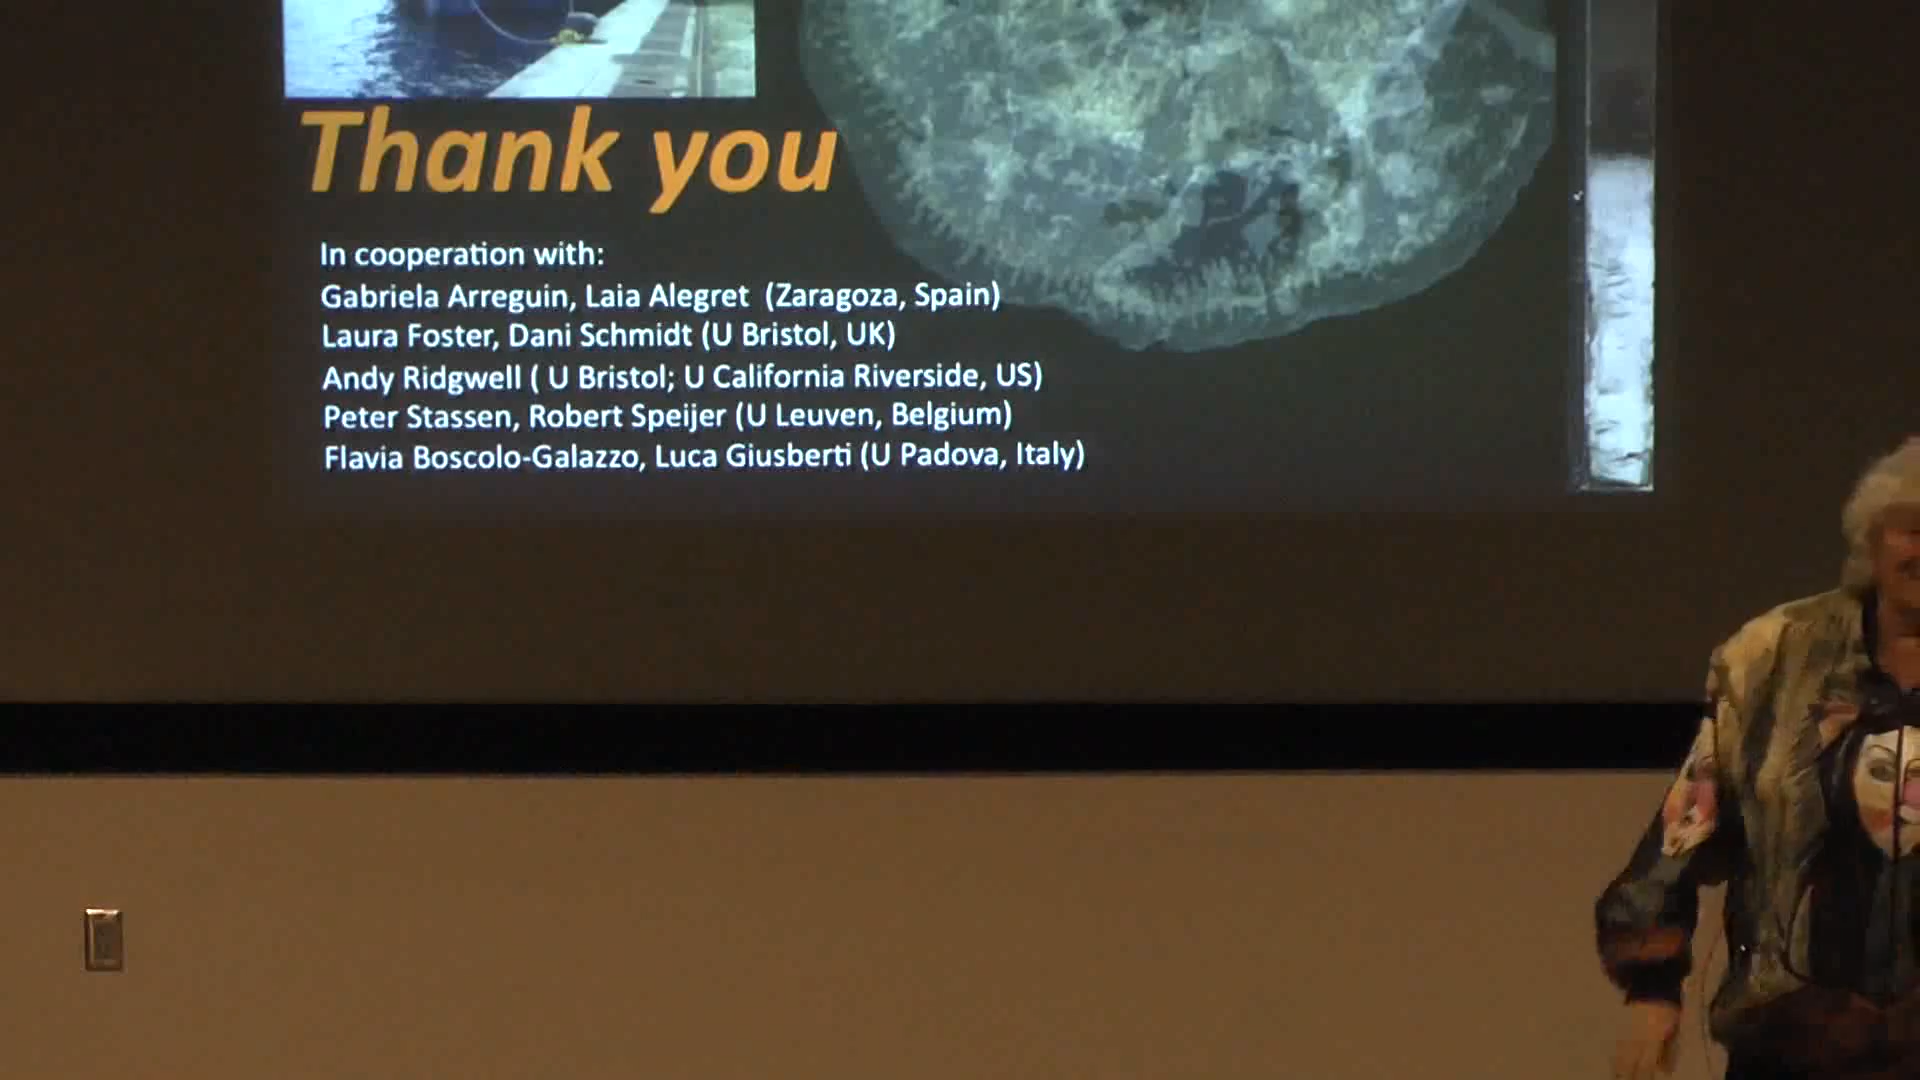 Thank you
In cooperation with:
Gabriela Arreguin, Laia Alegret (Zaragoza, Spain)
Laura Foster, Dani Schmidt (U Bristol, UK)
Andy Ridgwell ( U Bristol; U California Riverside, US)
Peter Stassen, Robert Speijer (U Leuven, Belgium)
Flavia Boscolo-Galazzo, Luca Giusberti (U Padova, Italy)